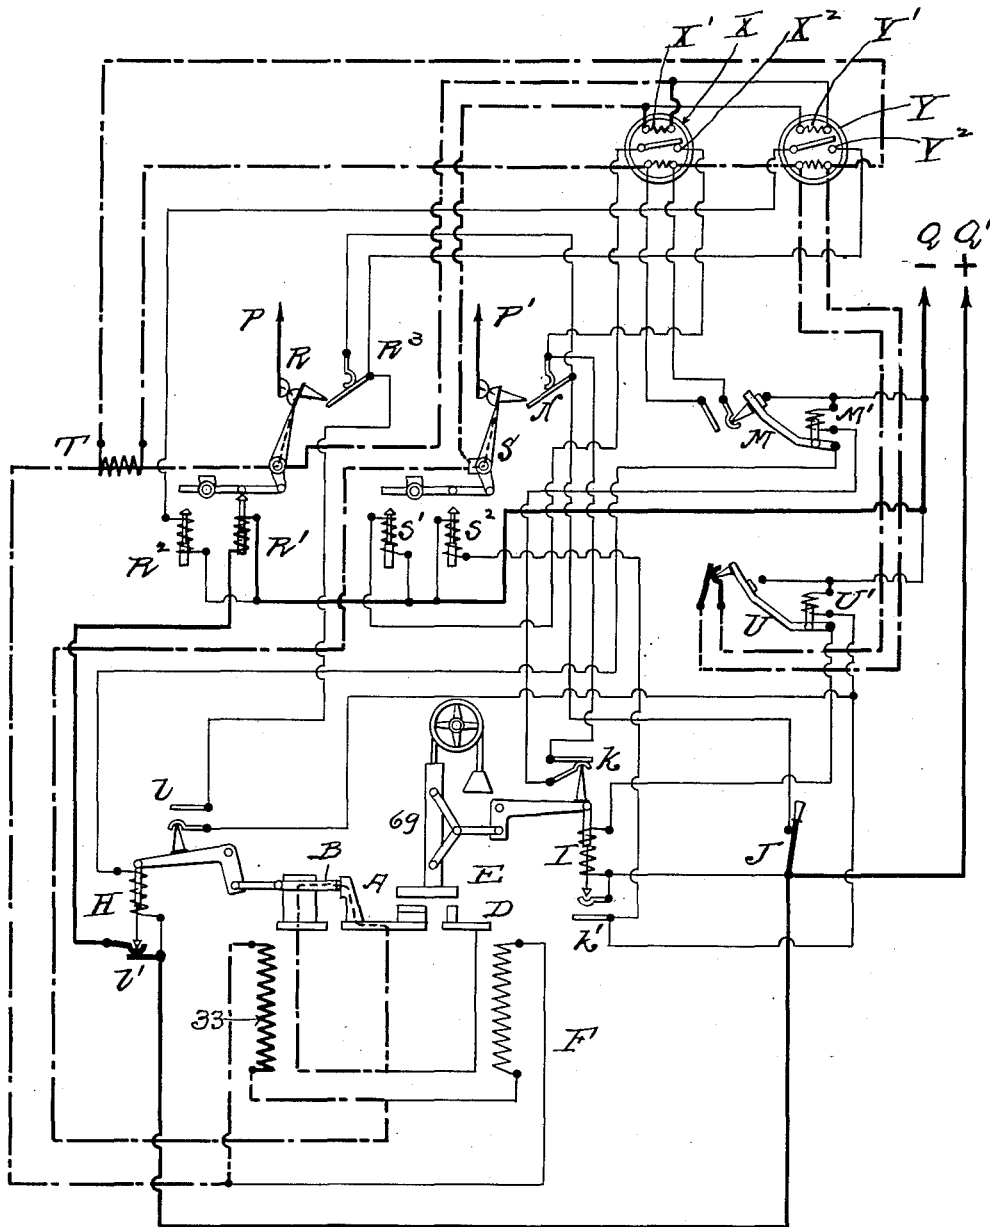 X' X X² Y'
Y
Y²
Q Q'
− +
P P'
R R³
N
M M'
T
S
R² R' S' S²
U U'
K
69
l
J
B A
I
H
E
D
K'
l'
33
F